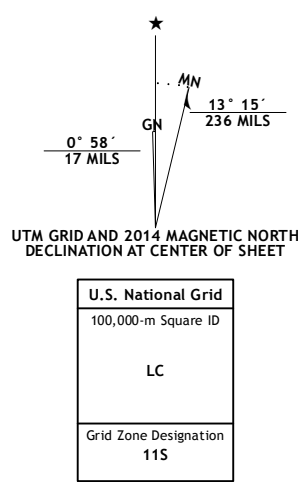 ★
MN
GN
13° 15´
236 MILS
0° 58´
17 MILS
UTM GRID AND 2014 MAGNETIC NORTH
DECLINATION AT CENTER OF SHEET
U.S. National Grid
100,000-m Square ID
LC
Grid Zone Designation
11S